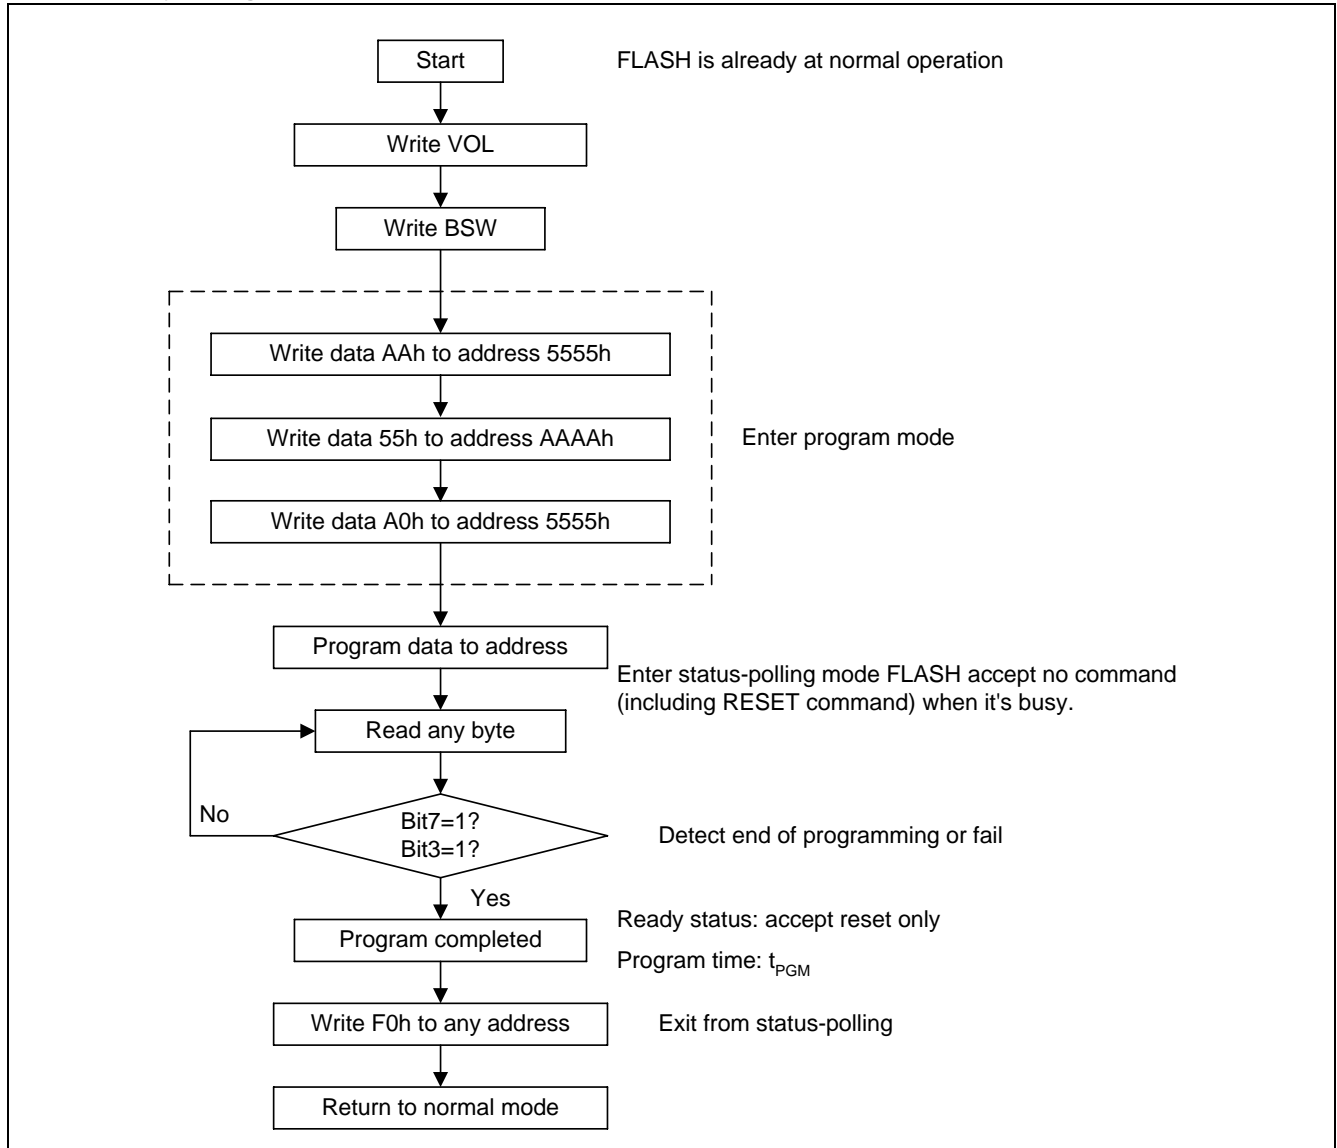 Start
FLASH is already at normal operation
Write VOL
Write BSW
Write data AAh to address 5555h
Write data 55h to address AAAAh
Enter program mode
Write data A0h to address 5555h
Program data to address
Enter status-polling mode FLASH accept no command
(including RESET command) when it's busy.
Read any byte
No
Bit7=1?
Bit3=1?
Detect end of programming or fail
Yes
Ready status: accept reset only
Program completed
Program time: tPGM
Write F0h to any address
Exit from status-polling
Return to normal mode